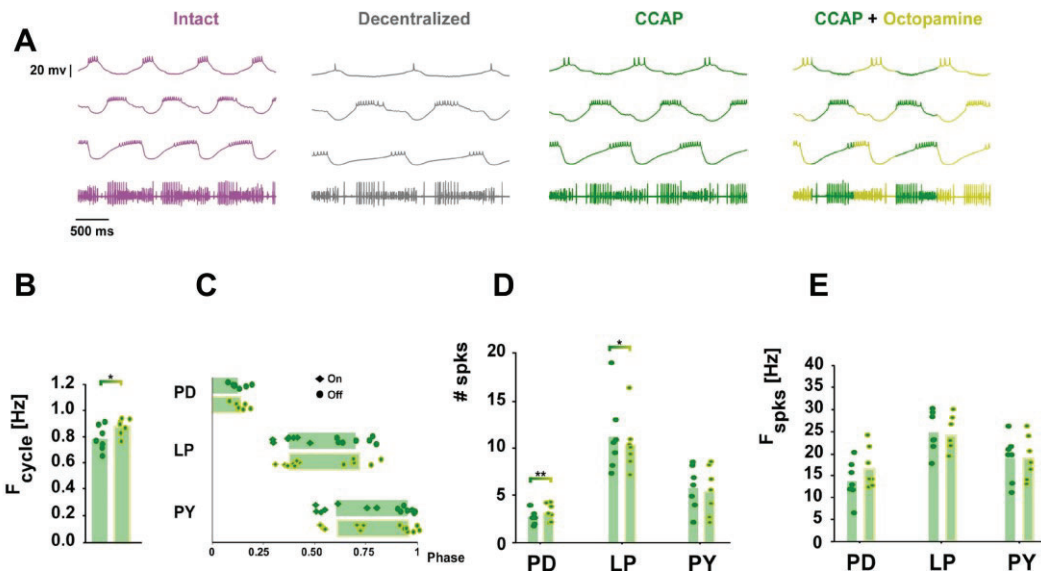 Intact Decentralized CCAP CCAP + Octopamine
A
20 mv
500 ms
B C D E
F cycle [Hz]
1.2
1.0
0.8
0.6
0.4
0.2
0.0
*
PD
LP
PY
On
Off
0 0.25 0.50 0.75 1 Phase
# spks
20
15
10
5
0
**
*
PD LP PY
F spks [Hz]
40
35
30
25
20
15
10
5
0
PD LP PY